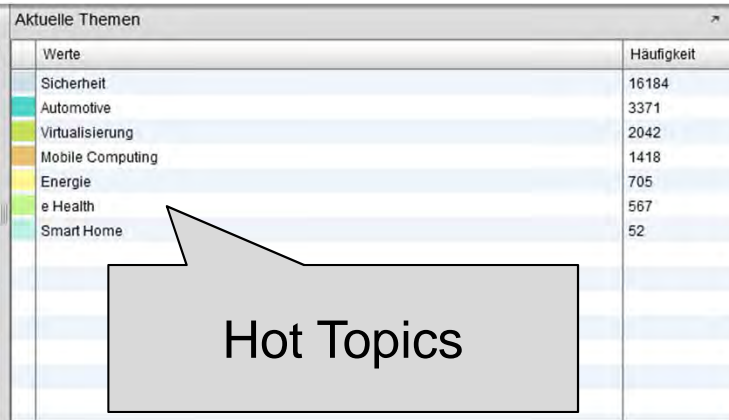 Aktuelle Themen
Werte Häufigkeit
Sicherheit 16184
Automotive 3371
Virtualisierung 2042
Mobile Computing 1418
Energie 705
e Health 567
Smart Home 52
Hot Topics